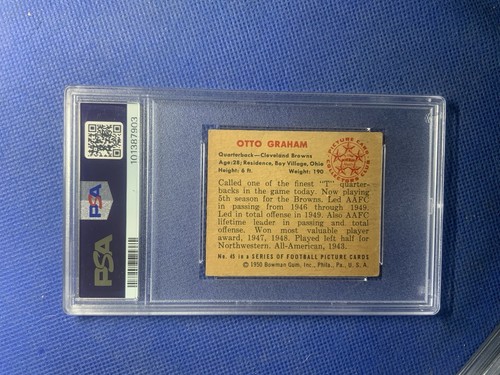 OTTO GRAHAM
Quarterback—Cleveland Browns
Age:28; Residence, Bay Village, Ohio
Height: 6 ft. Weight: 190
Called one of the finest "T" quarter-
backs in the game today. Now playing
5th season for the Browns. Led AAFC
in passing from 1946 through 1949.
Led in total offense in 1949. Also AAFC
lifetime leader in passing and total
offense. Won most valuable player
award, 1947, 1948. Played left half for
Northwestern. All-American, 1943.
No. 45 in a SERIES OF FOOTBALL PICTURE CARDS
© 1950 Bowman Gum, Inc., Phila., Pa., U. S. A.
PICTURE CARD
COLLECTORS
101387903
PSA
PSA